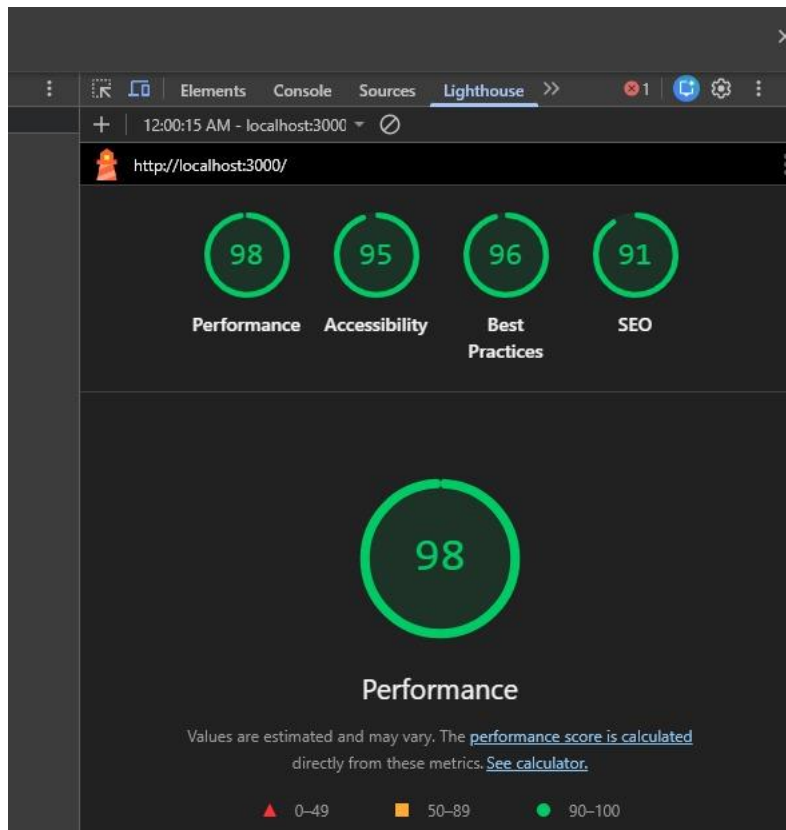 Elements Console Sources Lighthouse 1
12:00:15 AM - localhost:3000
http://localhost:3000/
98 95 96 91
Performance Accessibility Best Practices SEO
98
Performance
Values are estimated and may vary. The performance score is calculated
directly from these metrics. See calculator.
0–49 50–89 90–100